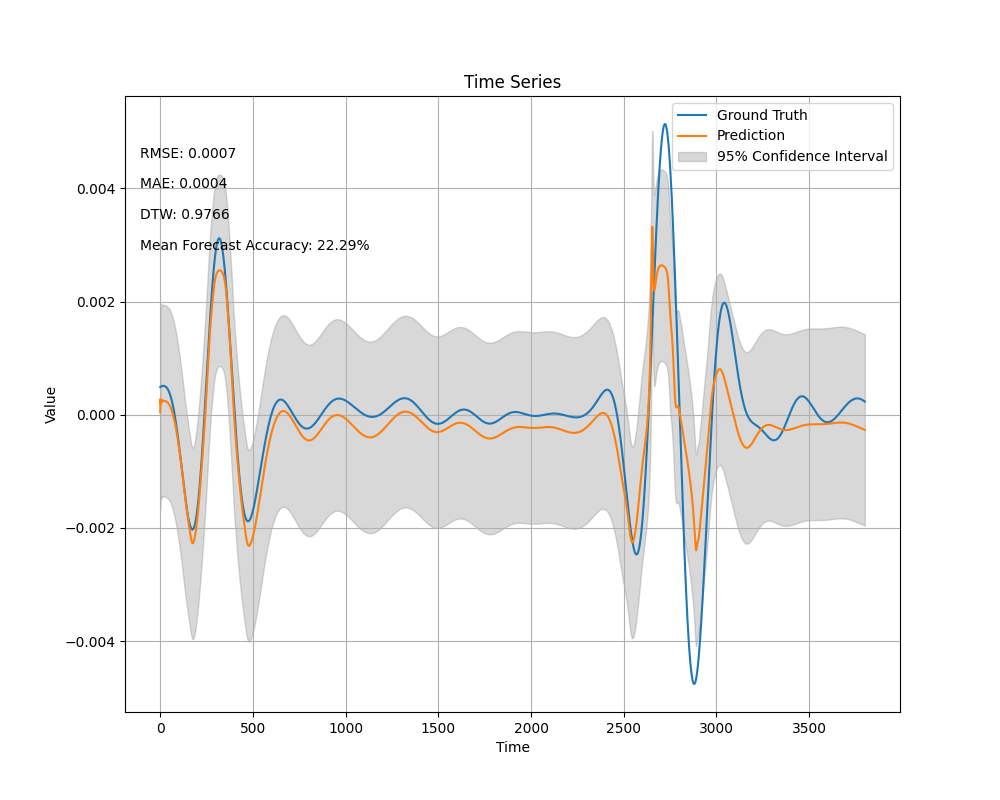 Time Series
Ground Truth
Prediction
95% Confidence Interval
RMSE: 0.0007
MAE: 0.0004
DTW: 0.9766
Mean Forecast Accuracy: 22.29%
Value
0.004
0.002
0.000
−0.002
−0.004
0 500 1000 1500 2000 2500 3000 3500
Time